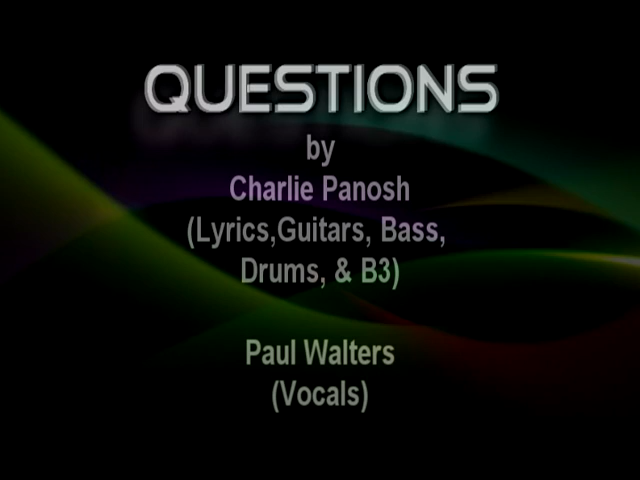 QUESTIONS
by
Charlie Panosh
(Lyrics,Guitars, Bass,
Drums, & B3)
Paul Walters
(Vocals)